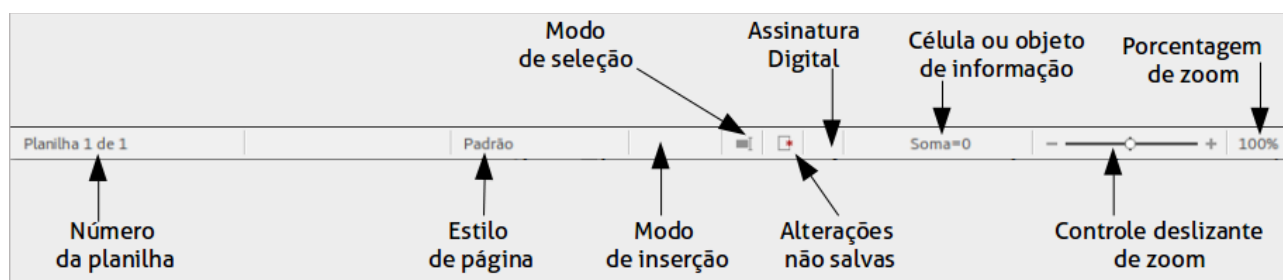 Modo
de seleção
Assinatura
Digital
Célula ou objeto
de informação
Porcentagem
de zoom
Planilha 1 de 1
Padrão
Soma=0
100%
Número
da planilha
Estilo
de página
Modo
de inserção
Alterações
não salvas
Controle deslizante
de zoom